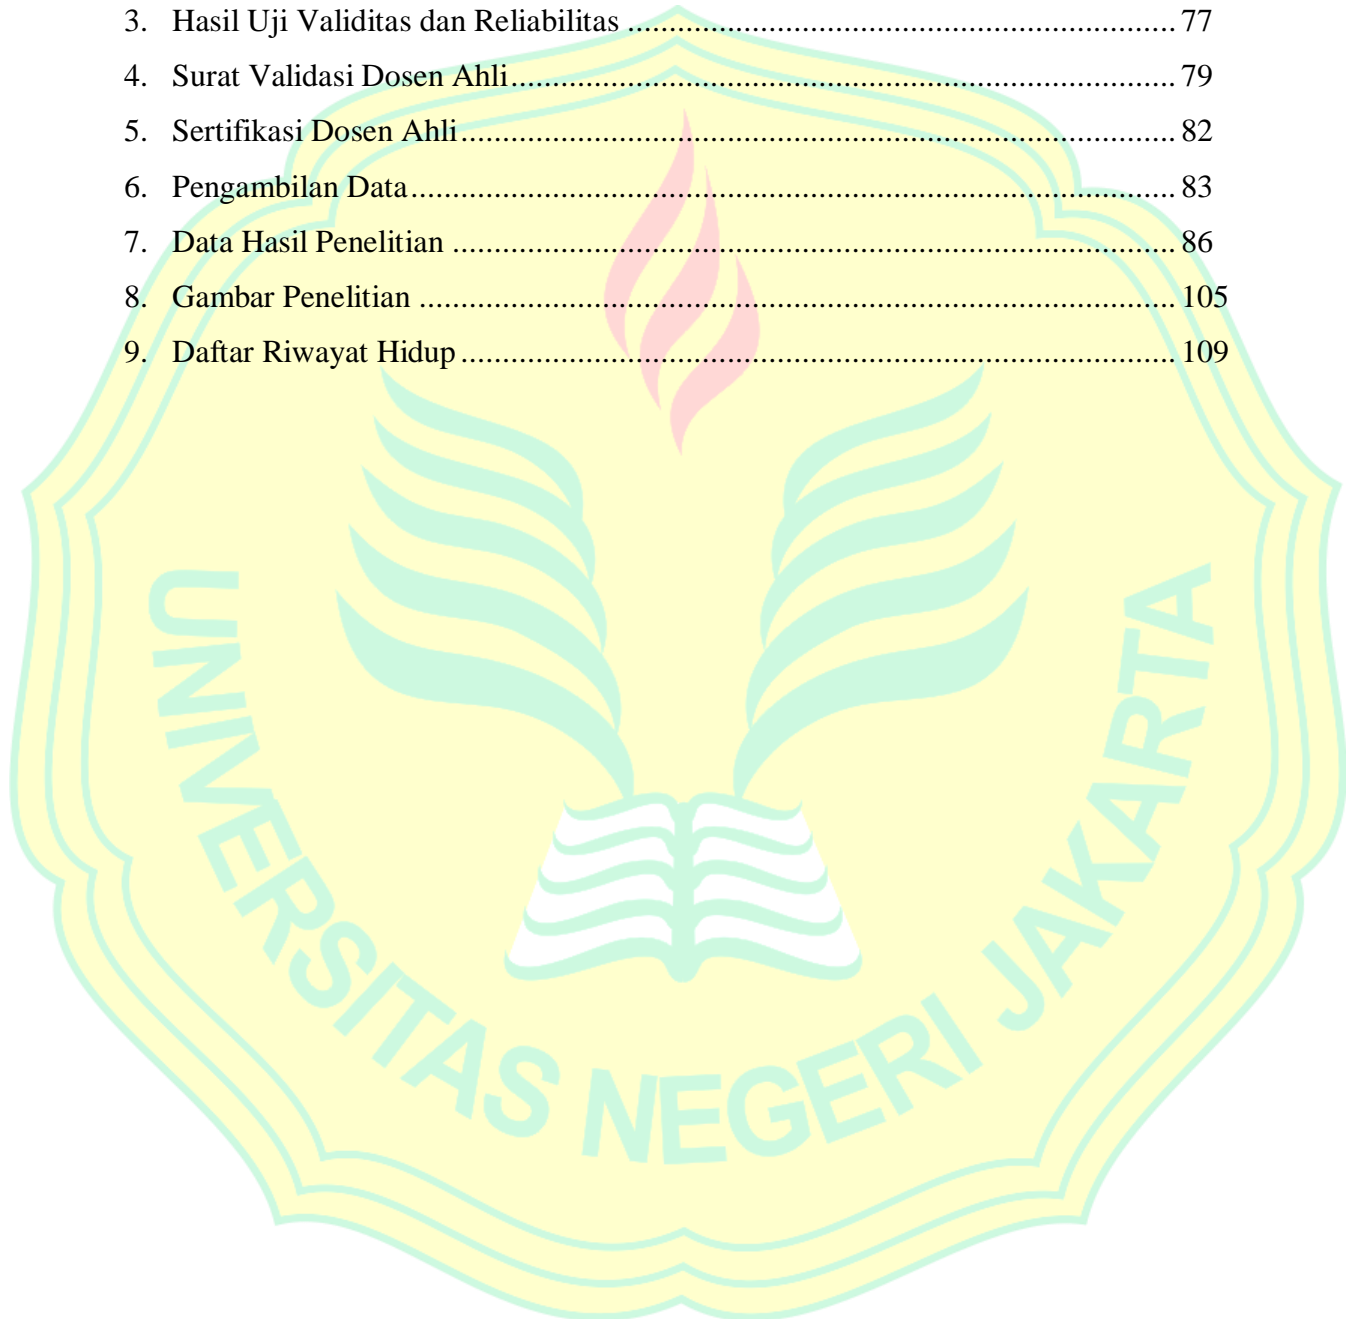 3. Hasil Uji Validitas dan Reliabilitas ..................................................................... 77
4. Surat Validasi Dosen Ahli.................................................................................... 79
5. Sertifikasi Dosen Ahli.......................................................................................... 82
6. Pengambilan Data................................................................................................ 83
7. Data Hasil Penelitian ........................................................................................... 86
8. Gambar Penelitian ............................................................................................... 105
9. Daftar Riwayat Hidup.......................................................................................... 109
UNIVERSITAS NEGERI JAKARTA